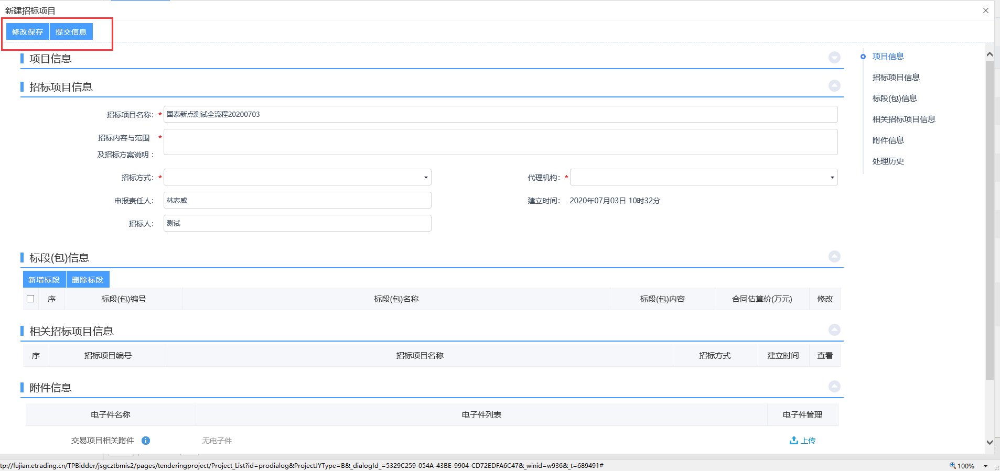 新建招标项目
修改保存 提交信息
项目信息
招标项目信息
招标项目名称： * 国泰新点测试全流程20200703
招标内容与范围 *
及招标方案说明：
招标方式： * 代理机构： *
申报责任人： 林志威 建立时间： 2020年07月03日 10时32分
招标人： 测试
标段(包)信息
新增标段 删除标段
序 标段(包)编号 标段(包)名称 标段(包)内容 合同估算价(万元) 修改
相关招标项目信息
序 招标项目编号 招标项目名称 招标方式 建立时间 查看
附件信息
电子件名称 电子件列表 电子件管理
交易项目相关附件 无电子件 上传
项目信息
招标项目信息
标段(包)信息
相关招标项目信息
附件信息
处理历史
tp://fujian.etrading.cn/TPBidder/jsgcztbmis2/pages/tenderingproject/Project_List?id=prodialog&ProjectJYType=B&_dialogId_=5329C259-054A-43BE-9904-CD72EDFA6C47&_winid=w936&_t=689491#
100%